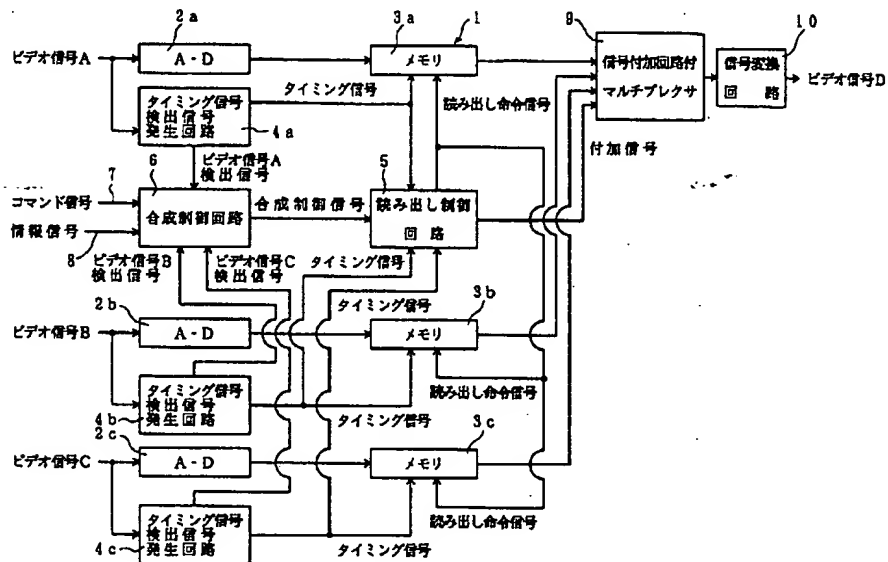 2a
3a
1
9
10
ビデオ信号A
A-D
メモリ
信号付加回路付
マルチプレクサ
信号変換
回路
ビデオ信号D
タイミング信号
検出信号
発生回路
4a
タイミング信号
読み出し命令信号
付加信号
ビデオ信号A
検出信号
7
6
5
コマンド信号
合成制御回路
合成制御信号
読み出し制御
回路
情報信号
8
ビデオ信号B
検出信号
ビデオ信号C
検出信号
タイミング信号
タイミング信号
2b
3b
ビデオ信号B
A-D
メモリ
タイミング信号
検出信号
発生回路
4b
読み出し命令信号
タイミング信号
2c
3c
ビデオ信号C
A-D
メモリ
タイミング信号
検出信号
発生回路
4c
読み出し命令信号
タイミング信号